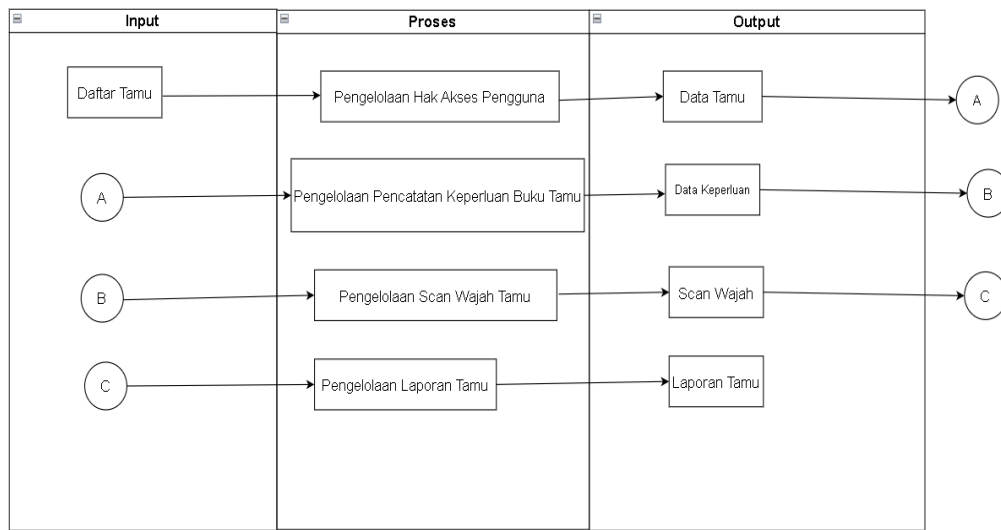 Input
Proses
Output
Daftar Tamu
Pengelolaan Hak Akses Pengguna
Data Tamu
A
A
Pengelolaan Pencatatan Keperluan Buku Tamu
Data Keperluan
B
B
Pengelolaan Scan Wajah Tamu
Scan Wajah
C
C
Pengelolaan Laporan Tamu
Laporan Tamu